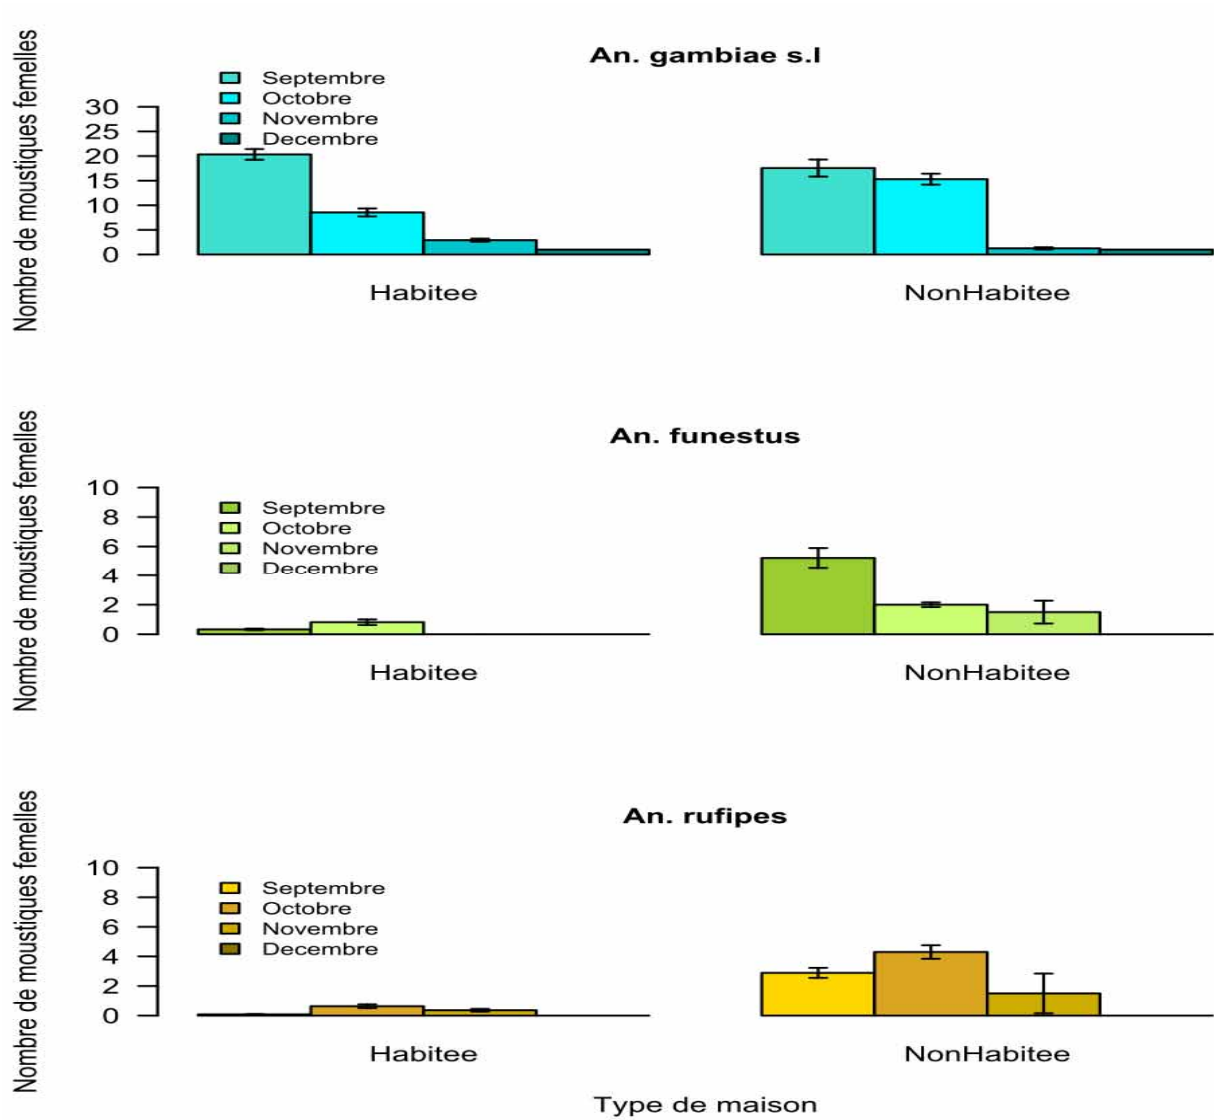 An. gambiae s.l
Nombre de moustiques femelles
Septembre
Octobre
Novembre
Decembre
30
25
20
15
10
5
0
Habitee
NonHabitee
An. funestus
Nombre de moustiques femelles
10
8
6
4
2
0
Septembre
Octobre
Novembre
Decembre
Habitee
NonHabitee
An. rufipes
Nombre de moustiques femelles
10
8
6
4
2
0
Septembre
Octobre
Novembre
Decembre
Habitee
NonHabitee
Type de maison